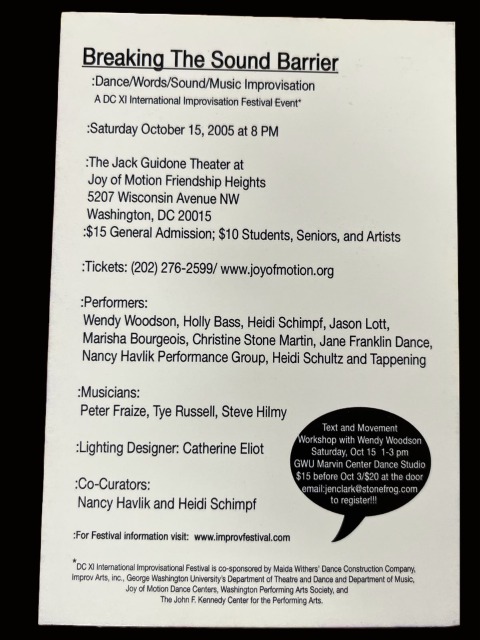 Breaking The Sound Barrier
:Dance/Words/Sound/Music Improvisation
A DC XI International Improvisation Festival Event*
:Saturday October 15, 2005 at 8 PM
:The Jack Guidone Theater at
Joy of Motion Friendship Heights
5207 Wisconsin Avenue NW
Washington, DC 20015
:$15 General Admission; $10 Students, Seniors, and Artists
:Tickets: (202) 276-2599/ www.joyofmotion.org
:Performers:
Wendy Woodson, Holly Bass, Heidi Schimpf, Jason Lott,
Marisha Bourgeois, Christine Stone Martin, Jane Franklin Dance,
Nancy Havlik Performance Group, Heidi Schultz and Tappening
:Musicians:
Peter Fraize, Tye Russell, Steve Hilmy
:Lighting Designer: Catherine Eliot
:Co-Curators:
Nancy Havlik and Heidi Schimpf
Text and Movement
Workshop with Wendy Woodson
Saturday, Oct 15 1-3 pm
GWU Marvin Center Dance Studio
$15 before Oct 3/$20 at the door
email:jenclark@stonefrog.com
to register!!!
:For Festival information visit: www.improvfestival.com
*DC XI International Improvisational Festival is co-sponsored by Maida Withers' Dance Construction Company,
Improv Arts, inc., George Washington University's Department of Theatre and Dance and Department of Music,
Joy of Motion Dance Centers, Washington Performing Arts Society, and
The John F. Kennedy Center for the Performing Arts.